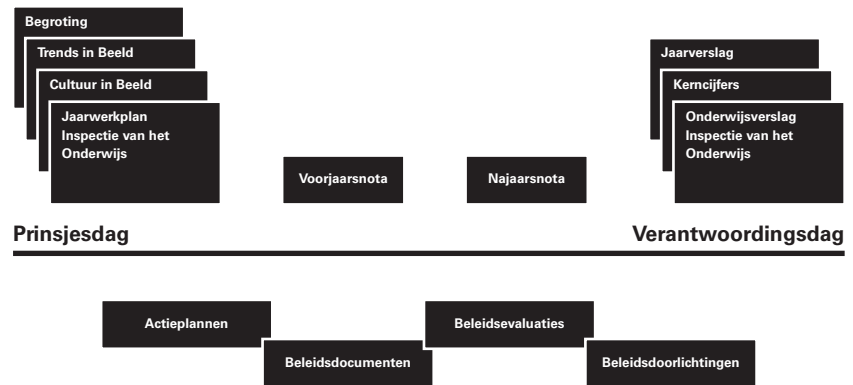 Begroting
Trends in Beeld
Cultuur in Beeld
Jaarwerkplan
Inspectie van het
Onderwijs
Voorjaarsnota
Najaarsnota
Jaarverslag
Kerncijfers
Onderwijsverslag
Inspectie van het
Onderwijs
Prinsjesdag
Verantwoordingsdag
Actieplannen
Beleidsdocumenten
Beleidsevaluaties
Beleidsdoorlichtingen